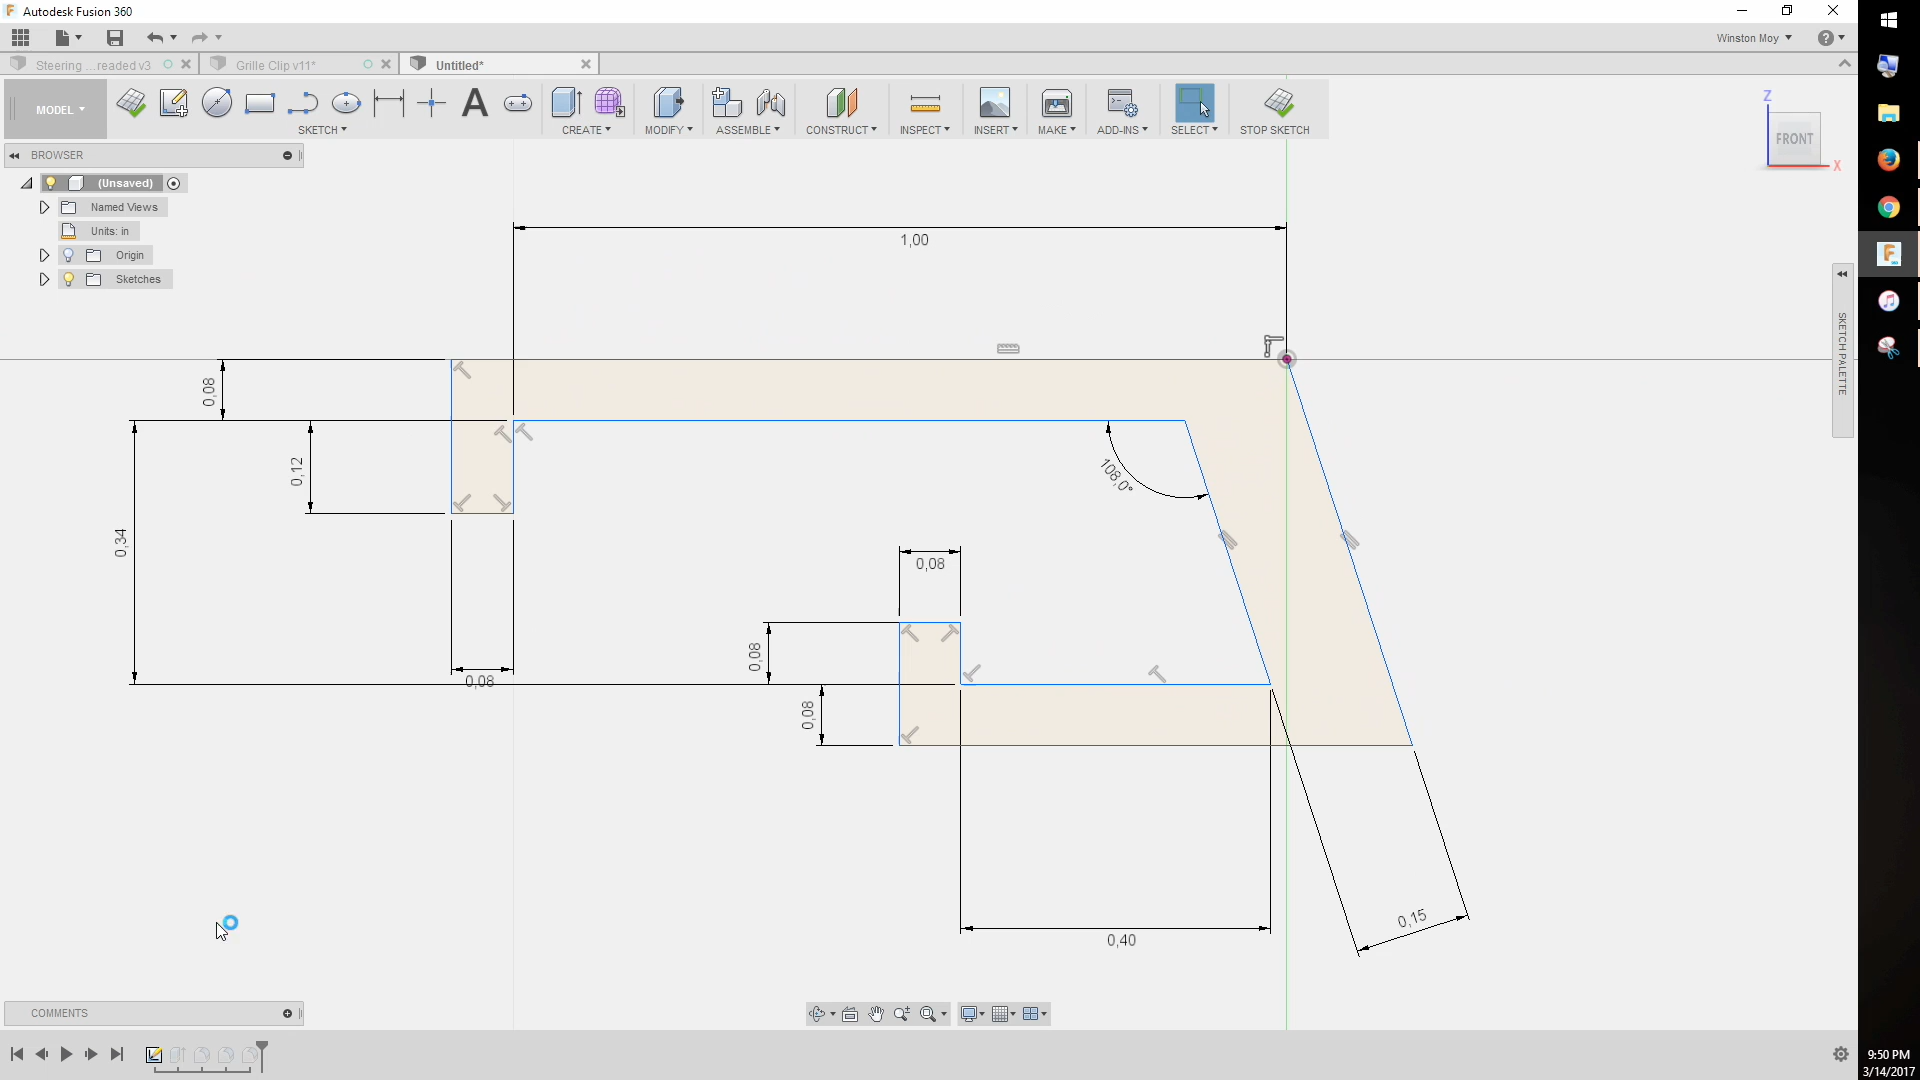 Autodesk Fusion 360
Winston Moy
Steering ...readed v3
Grille Clip v11*
Untitled*
MODEL
SKETCH
CREATE
MODIFY
ASSEMBLE
CONSTRUCT
INSPECT
INSERT
MAKE
ADD-INS
SELECT
STOP SKETCH
Z
FRONT
X
BROWSER
(Unsaved)
Named Views
Units: in
Origin
Sketches
SKETCH PALETTE
1,00
0,08
0,12
108,0°
0,34
0,08
0,08
0,08
0,08
0,15
0,40
COMMENTS
9:50 PM
3/14/2017